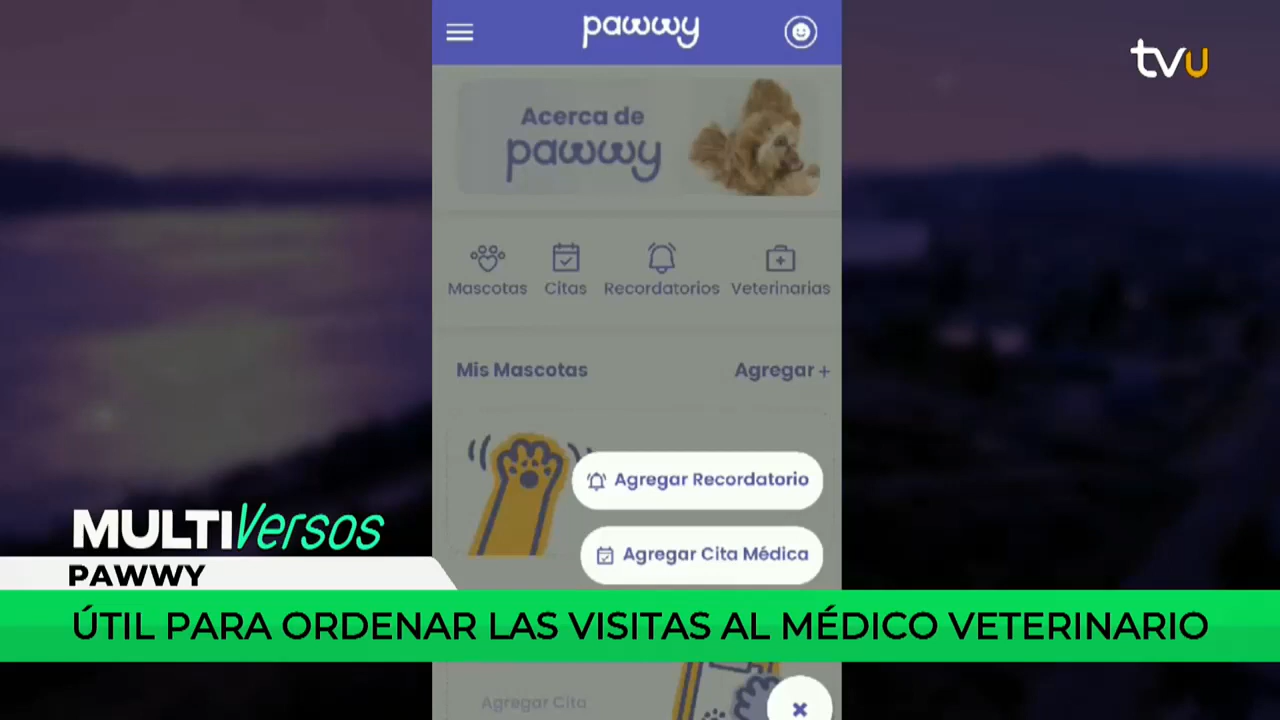 pawwy
tvu
Acerca de
pawwy
Mascotas
Citas
Recordatorios
Veterinarias
Mis Mascotas
Agregar +
Agregar Recordatorio
Agregar Cita Médica
MULTIVersos
PAWWY
ÚTIL PARA ORDENAR LAS VISITAS AL MÉDICO VETERINARIO
Agregar Cita